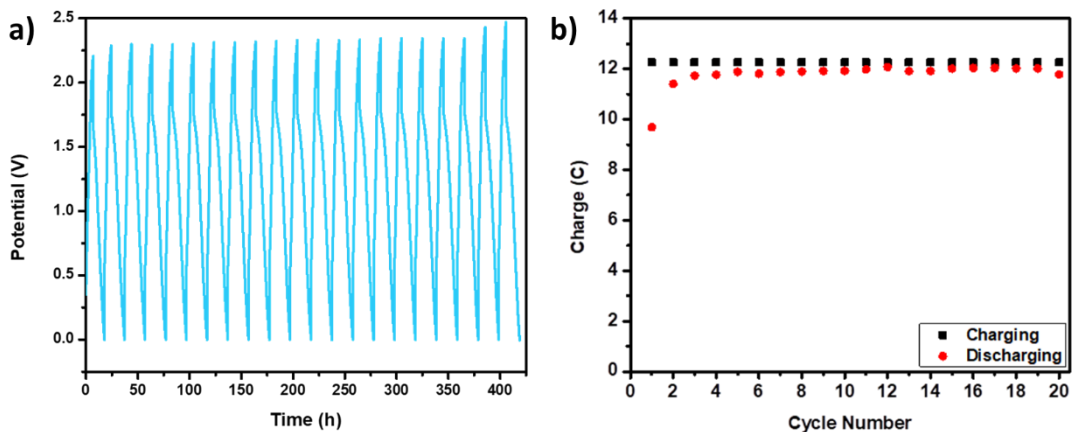 a)
2.5
2.0
1.5
1.0
0.5
0.0
Potential (V)
0 50 100 150 200 250 300 350 400
Time (h)
b)
14
12
10
8
6
4
2
0
Charge (C)
Charging
Discharging
0 2 4 6 8 10 12 14 16 18 20
Cycle Number